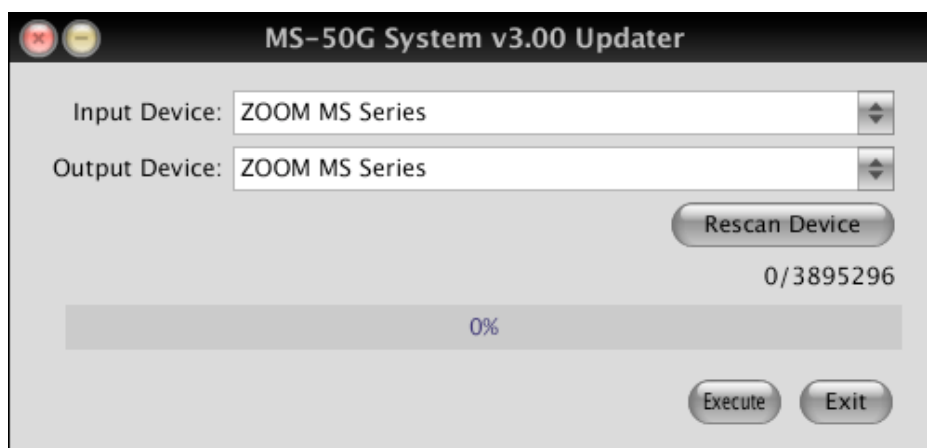 MS-50G System v3.00 Updater
Input Device: ZOOM MS Series
Output Device: ZOOM MS Series
Rescan Device
0/3895296
0%
Execute Exit